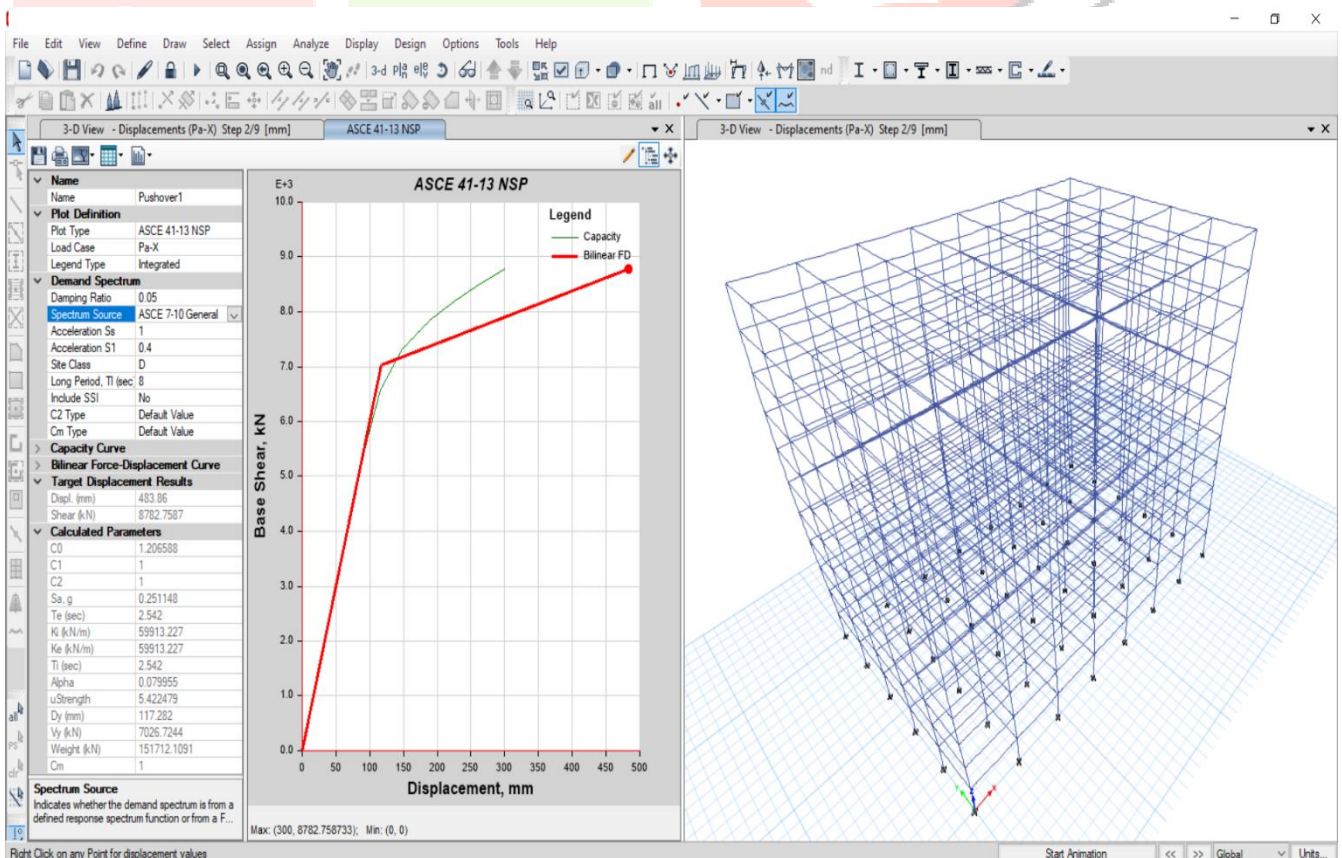 File Edit View Define Draw Select Assign Analyze Display Design Options Tools Help
3-d
nd
all
3-D View - Displacements (Pa-X) Step 2/9 [mm]
ASCE 41-13 NSP
3-D View - Displacements (Pa-X) Step 2/9 [mm]
Name
Name Pushover1
Plot Definition
Plot Type ASCE 41-13 NSP
Load Case Pa-X
Legend Type Integrated
Demand Spectrum
Damping Ratio 0.05
Spectrum Source ASCE 7-10 General
Acceleration Ss 1
Acceleration S1 0.4
Site Class D
Long Period, Tl (sec 8
Include SSI No
C2 Type Default Value
Cm Type Default Value
Capacity Curve
Bilinear Force-Displacement Curve
Target Displacement Results
Displ. (mm) 483.86
Shear (kN) 8782.7587
Calculated Parameters
C0 1.206588
C1 1
C2 1
Sa, g 0.251148
Te (sec) 2.542
Ki (kN/m) 59913.227
Ke (kN/m) 59913.227
Ti (sec) 2.542
Alpha 0.079955
uStrength 5.422479
Dy (mm) 117.282
Vy (kN) 7026.7244
Weight (kN) 151712.1091
Cm 1
Spectrum Source
Indicates whether the demand spectrum is from a
defined response spectrum function or from a F...
all
ps
clr
ASCE 41-13 NSP
E+3
10.0
9.0
8.0
7.0
6.0
5.0
4.0
3.0
2.0
1.0
0.0
Base Shear, kN
Legend
Capacity
Bilinear FD
0 50 100 150 200 250 300 350 400 450 500
Displacement, mm
Max: (300, 8782.758733); Min: (0, 0)
X
Right Click on any Point for displacement values
Start Animation << >> Global Units...